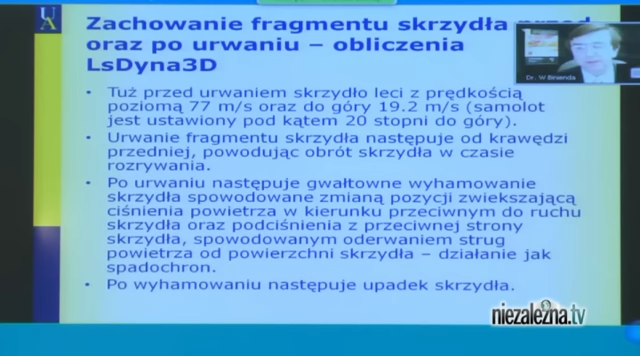 UA
Zachowanie fragmentu skrzydła przed
oraz po urwaniu – obliczenia
LsDyna3D
Dr. W Binienda
• Tuż przed urwaniem skrzydło leci z prędkością
poziomą 77 m/s oraz do góry 19.2 m/s (samolot
jest ustawiony pod kątem 20 stopni do góry).
• Urwanie fragmentu skrzydła następuje od krawędzi
przedniej, powodując obrót skrzydła w czasie
rozrywania.
• Po urwaniu następuje gwałtowne wyhamowanie
skrzydła spowodowane zmianą pozycji zwiększającą
ciśnienia powietrza w kierunku przeciwnym do ruchu
skrzydła oraz podciśnienia z przeciwnej strony
skrzydła, spowodowanym oderwaniem strug
powietrza od powierzchni skrzydła – działanie jak
spadochron.
• Po wyhamowaniu następuje upadek skrzydła.
niezależna.tv